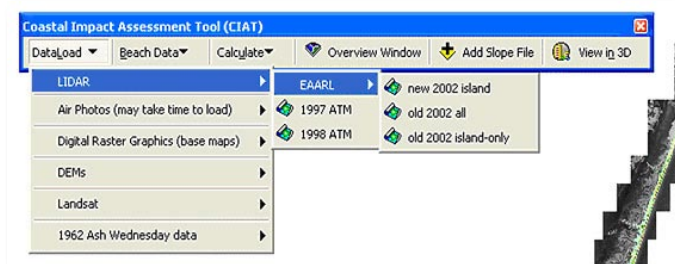 Coastal Impact Assessment Tool (CIAT)
DataLoad Beach Data Calculate Overview Window Add Slope File View in 3D
LIDAR
Air Photos (may take time to load)
Digital Raster Graphics (base maps)
DEMs
Landsat
1962 Ash Wednesday data
EAARL
1997 ATM
1998 ATM
new 2002 island
old 2002 all
old 2002 island-only